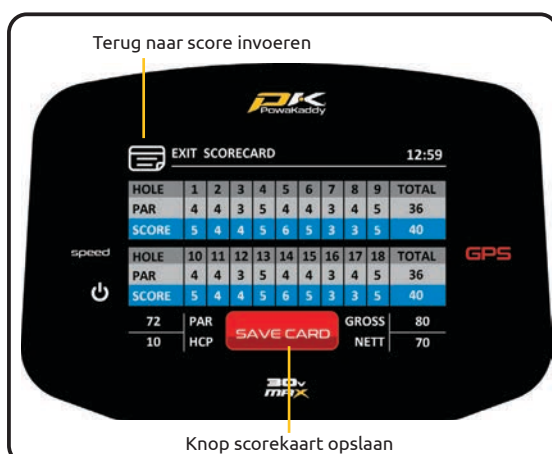 Terug naar score invoeren
PK
PowaKaddy
EXIT SCORECARD 12:59
HOLE 1 2 3 4 5 6 7 8 9 TOTAL
PAR 4 4 3 5 4 4 3 4 5 36
SCORE 5 4 4 5 6 5 3 3 5 40
speed GPS
HOLE 10 11 12 13 14 15 16 17 18 TOTAL
PAR 4 4 3 5 4 4 3 4 5 36
SCORE 5 4 4 5 6 5 3 3 5 40
72 PAR SAVE CARD GROSS 80
10 HCP NETT 70
30v
MAX
Knop scorekaart opslaan